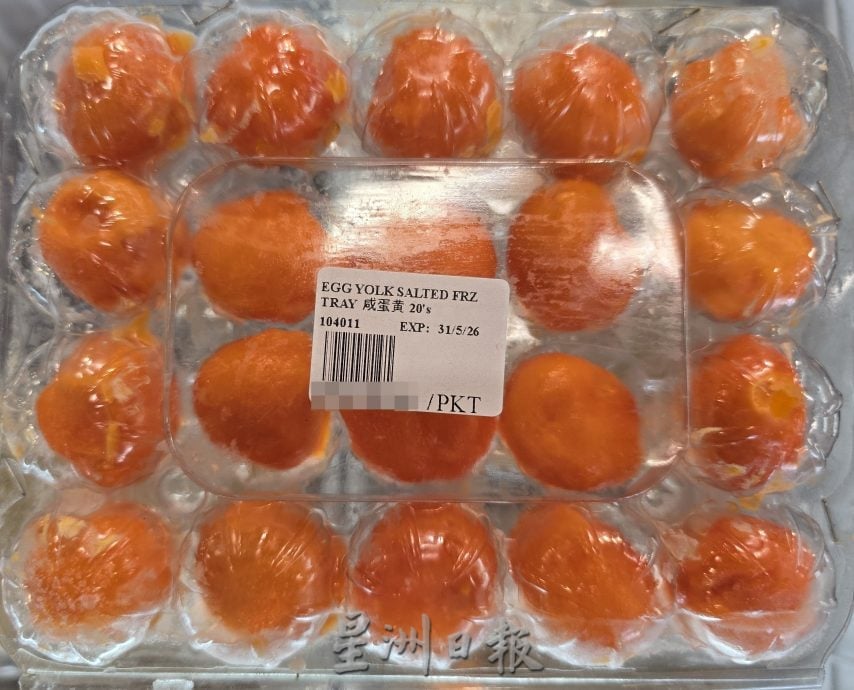 EGG YOLK SALTED FRZ
TRAY 咸蛋黄 20's
104011 EXP: 31/5/26
/PKT
星洲日報